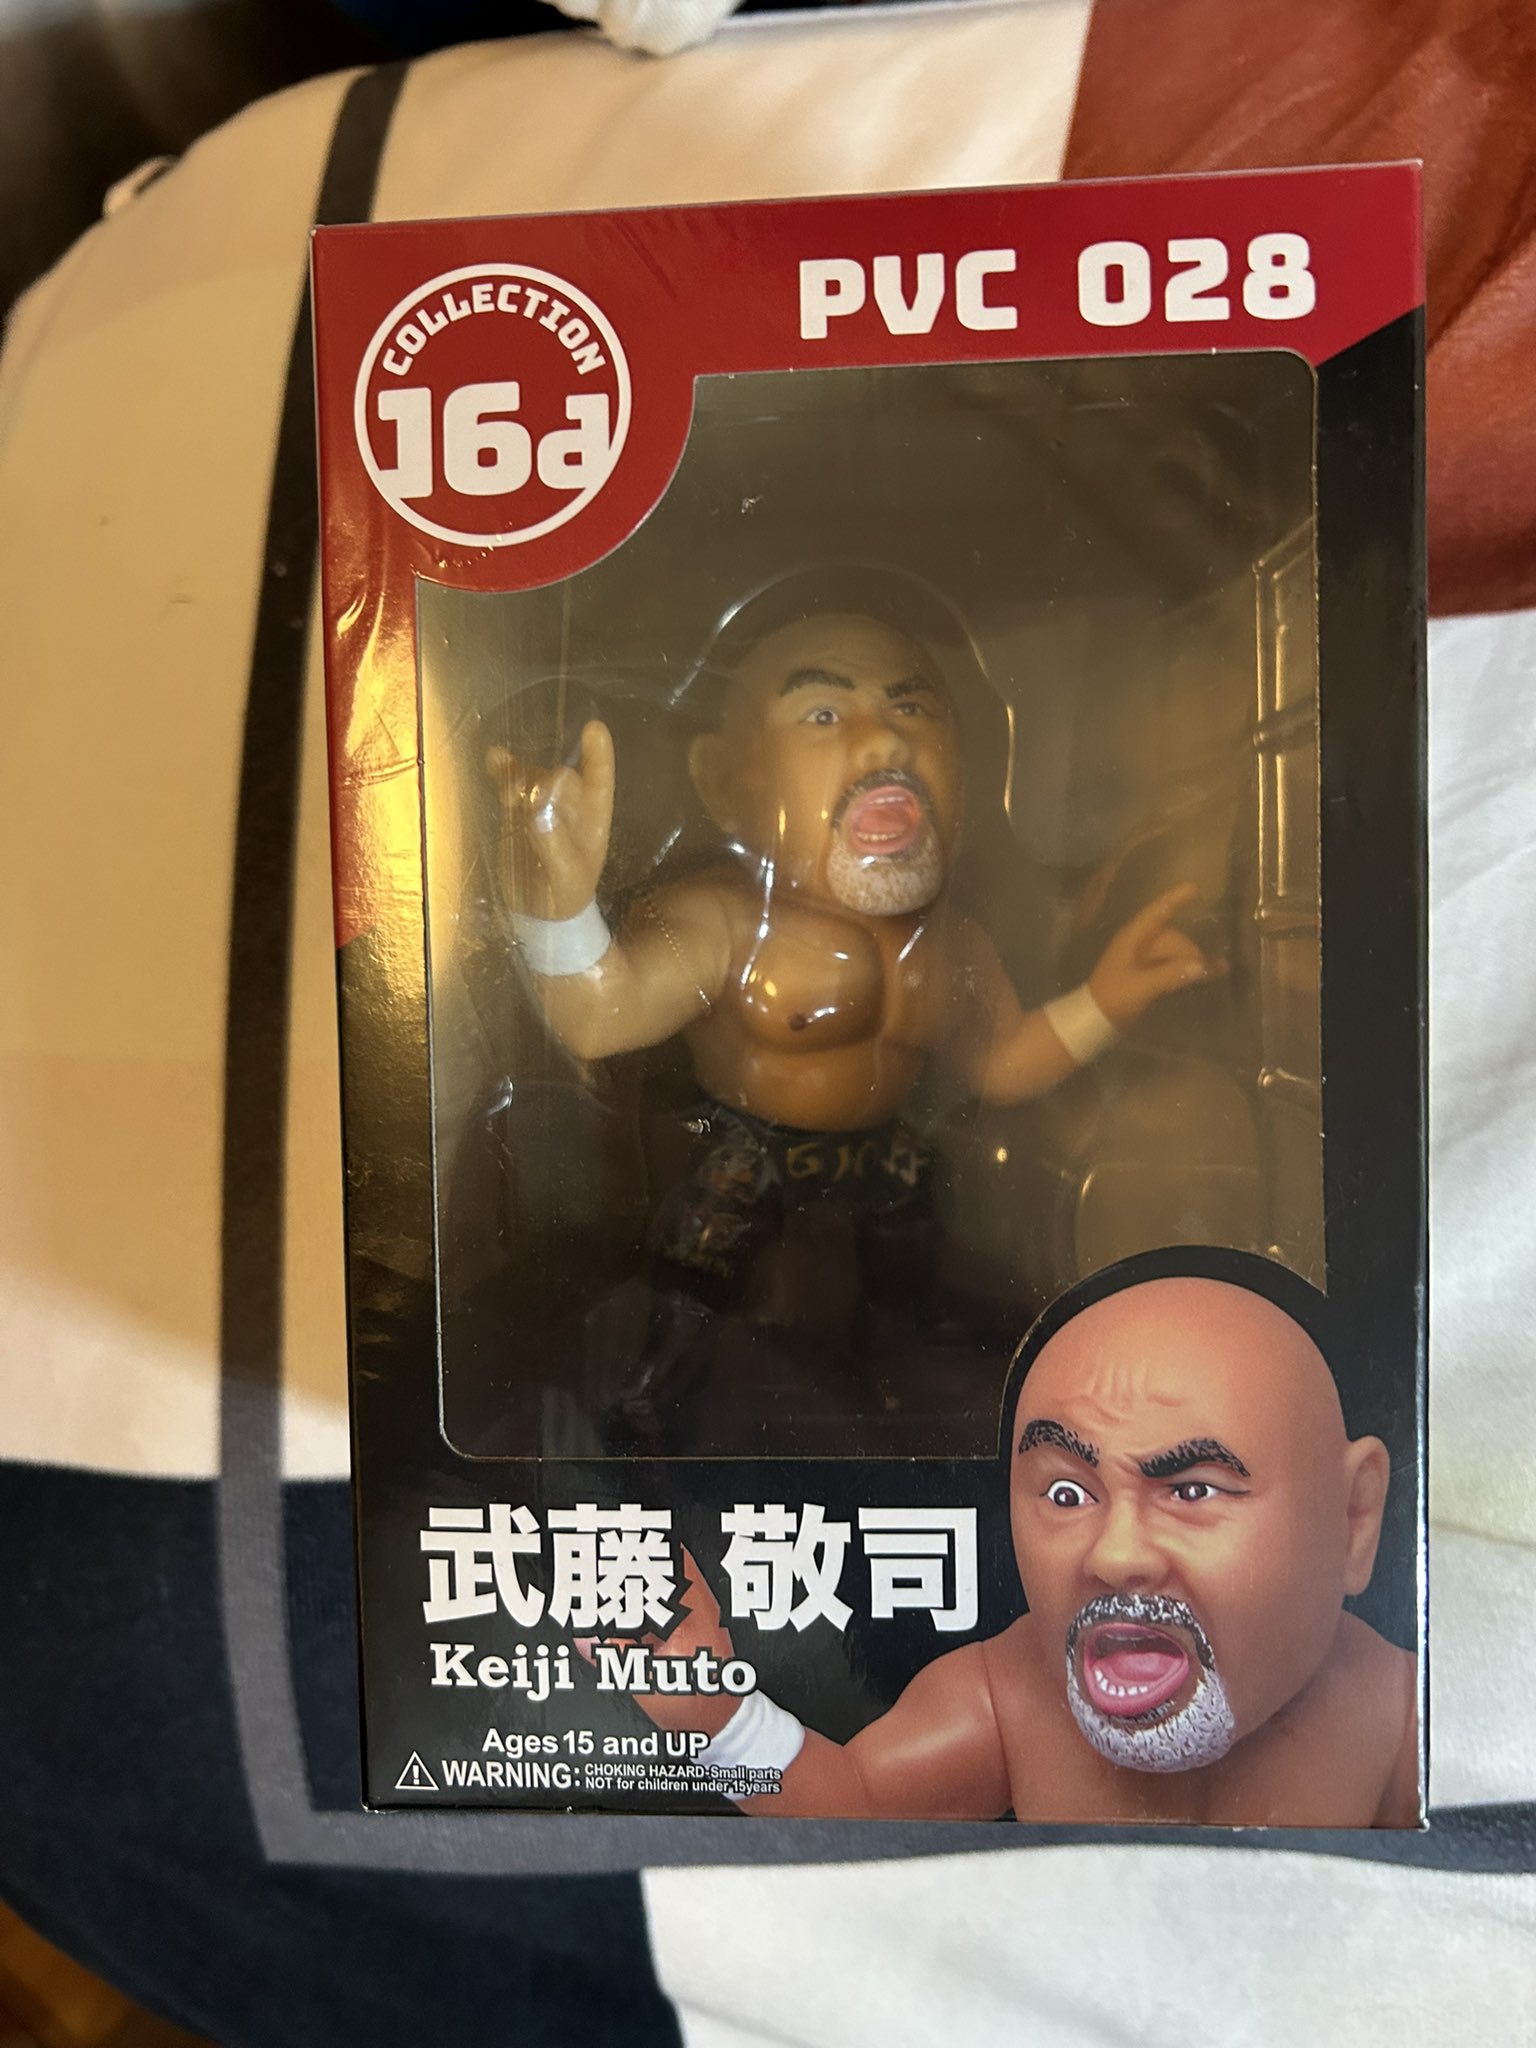 COLLECTION
16d
PVC 028
武藤 敬司
Keiji Muto
Ages 15 and UP
WARNING: CHOKING HAZARD-Small parts
NOT for children under 15years